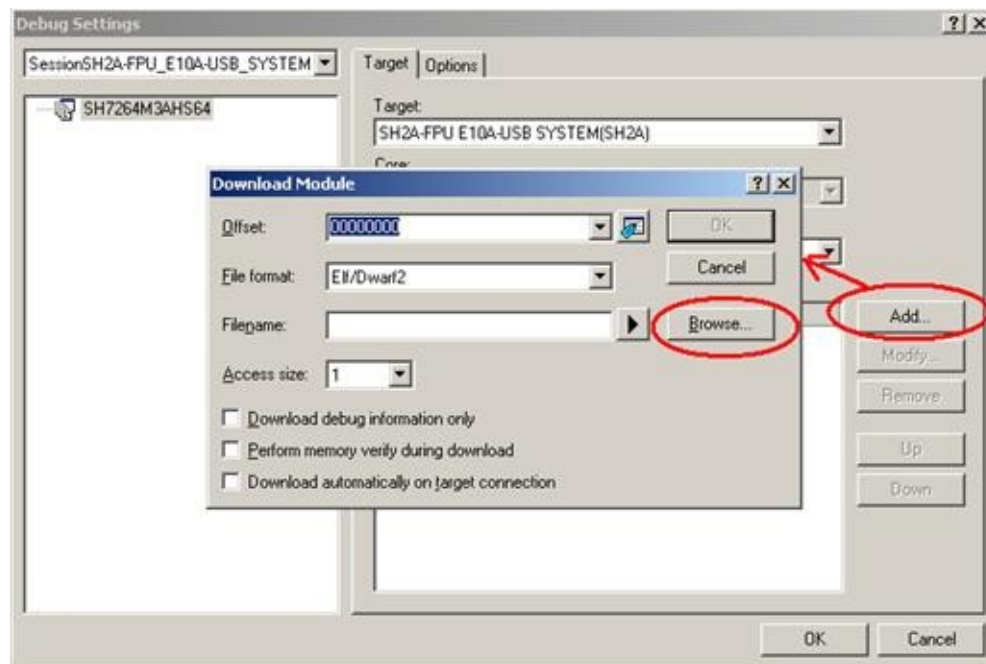 Debug Settings
SessionSH2A-FPU_E10A-USB_SYSTEM
SH7264M3AHS64
Target
Options
Target:
SH2A-FPU E10A-USB SYSTEM(SH2A)
Core:
Download Module
Offset:
00000000
OK
File format:
Elf/Dwarf2
Cancel
Filename:
Browse...
Access size:
1
Download debug information only
Perform memory verify during download
Download automatically on target connection
Add...
Modify...
Remove
Up
Down
OK
Cancel